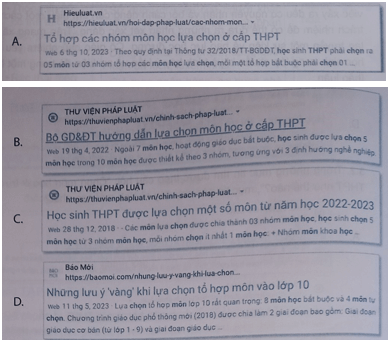 H Hieuluat.vn
https://hieuluat.vn/hoi-dap-phap-luat/cac-nhom-mon...
A. Tổ hợp các nhóm môn học lựa chọn ở cấp THPT
Web 6 thg 10, 2023 · Theo quy định tại Thông tư 32/2018/TT-BGDĐT, học sinh THPT phải chọn ra
05 môn từ 03 nhóm tổ hợp các môn học lựa chọn, mỗi một tổ hợp bắt buộc phải chọn 01 ...
THƯ VIỆN PHÁP LUẬT
https://thuvienphapluat.vn/chinh-sach-phap-luat...
B. Bộ GD&ĐT hướng dẫn lựa chọn môn học ở cấp THPT
Web 19 thg 4, 2022 · Ngoài 7 môn học, hoạt động giáo dục bắt buộc, học sinh được lựa chọn 5
môn học trong 10 môn học được thiết kế theo 3 nhóm, tương ứng với 3 định hướng nghề nghiệp
THƯ VIỆN PHÁP LUẬT
https://thuvienphapluat.vn/chinh-sach-phap-luat...
C. Học sinh THPT được lựa chọn một số môn từ năm học 2022-2023
Web 28 thg 12, 2018 · Các môn lựa chọn được chia thành 03 nhóm môn học, học sinh chọn 5
môn học từ 3 nhóm môn học, mỗi nhóm chọn ít nhất 1 môn học: + Nhóm môn khoa học ...
Báo Mới
https://baomoi.com/nhung-luu-y-vang-khi-lua-chon...
D. Những lưu ý 'vàng' khi lựa chọn tổ hợp môn vào lớp 10
Web 11 thg 5, 2023 · Lựa chọn tổ hợp môn lớp 10 rất quan trọng. 8 môn học bắt buộc và 4 môn tự
chọn. Chương trình giáo dục phổ thông mới (2018) được chia làm 2 giai đoạn bao gồm: Giai đoạn
giáo dục cơ bản (từ lớp 1 - 9) và giai đoạn giáo dục ...